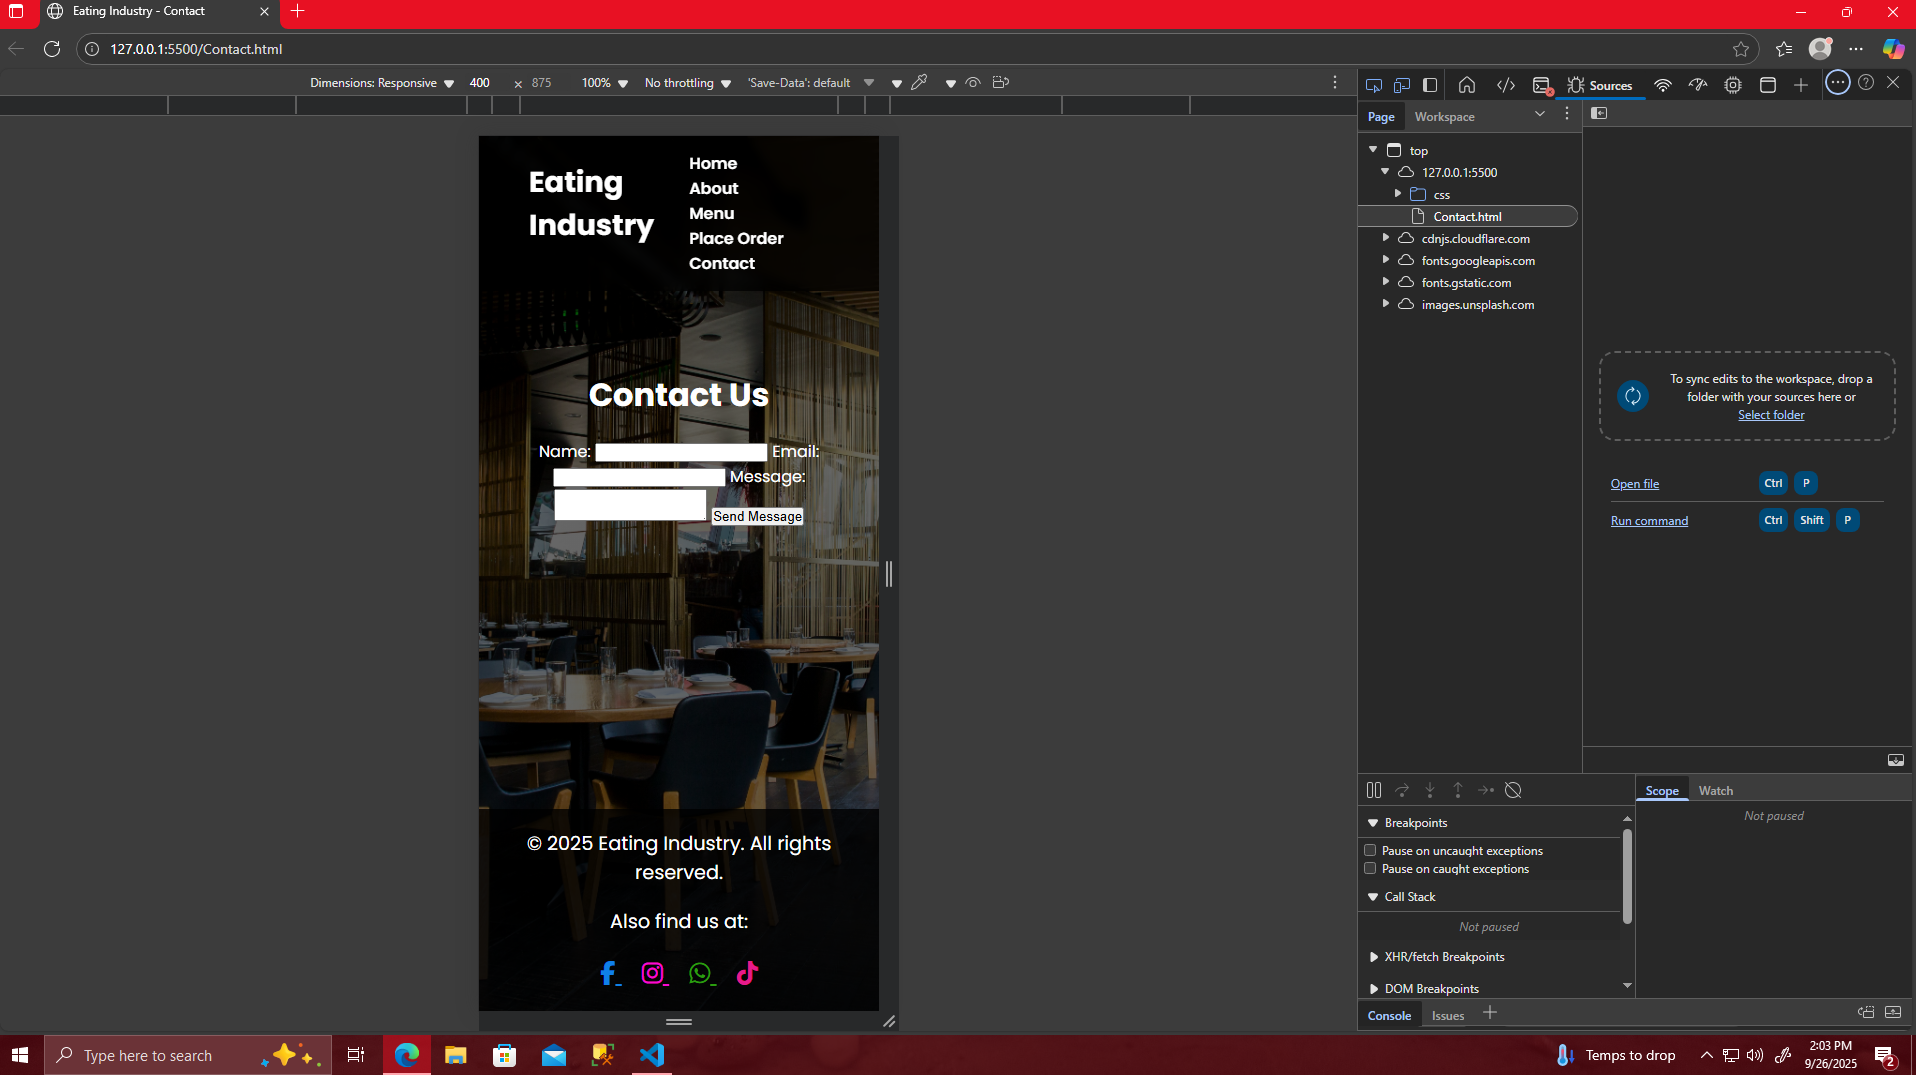 Eating Industry - Contact
127.0.0.1:5500/Contact.html
Dimensions: Responsive 400 × 875 100% No throttling 'Save-Data': default
Eating
Industry
Home
About
Menu
Place Order
Contact
Contact Us
Name: Email:
Message:
Send Message
© 2025 Eating Industry. All rights
reserved.
Also find us at:
Sources
Page Workspace
top
127.0.0.1:5500
css
Contact.html
cdnjs.cloudflare.com
fonts.googleapis.com
fonts.gstatic.com
images.unsplash.com
To sync edits to the workspace, drop a
folder with your sources here or
Select folder
Open file Ctrl P
Run command Ctrl Shift P
Breakpoints
Pause on uncaught exceptions
Pause on caught exceptions
Call Stack
Not paused
XHR/fetch Breakpoints
DOM Breakpoints
Scope Watch
Not paused
Console Issues
Type here to search
Temps to drop
2:03 PM
9/26/2025
2